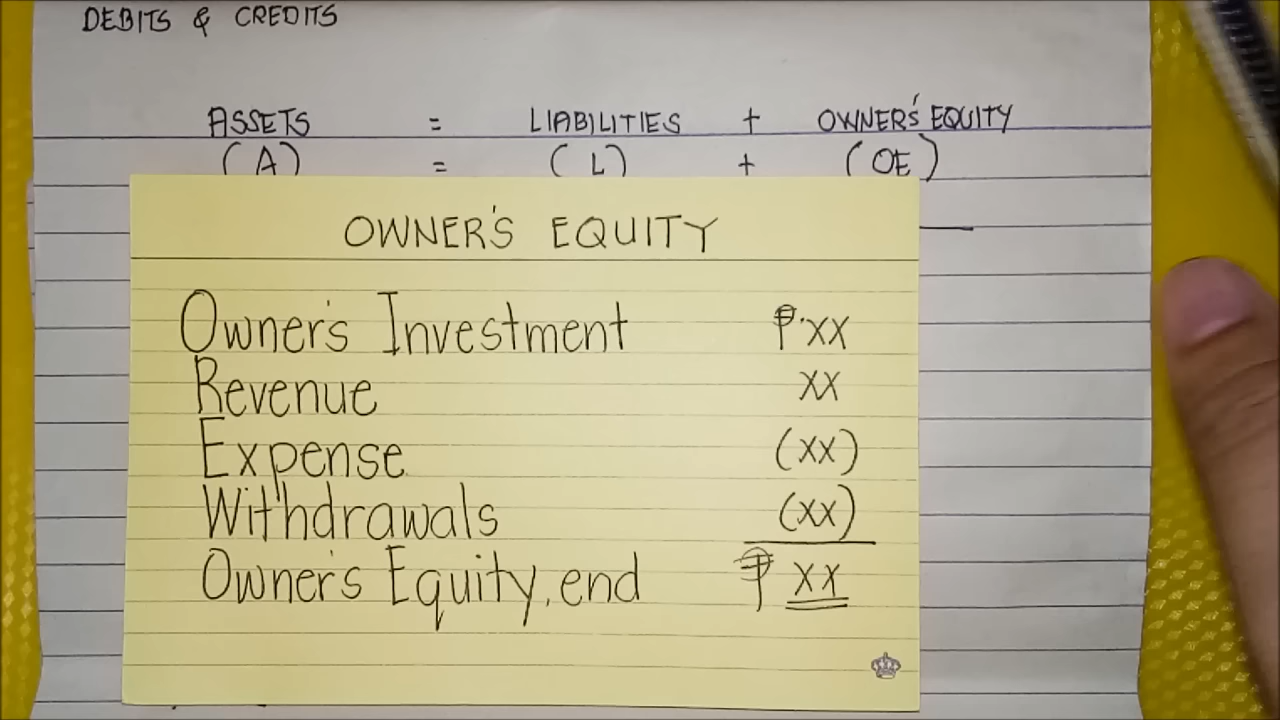 DEBITS & CREDITS
ASSETS = LIABILITIES + OWNER'S EQUITY
(A) = (L) + (OE)
OWNER'S EQUITY
Owner's Investment ₱ XX
Revenue XX
Expense (XX)
Withdrawals (XX)
Owner's Equity, end ₱ XX